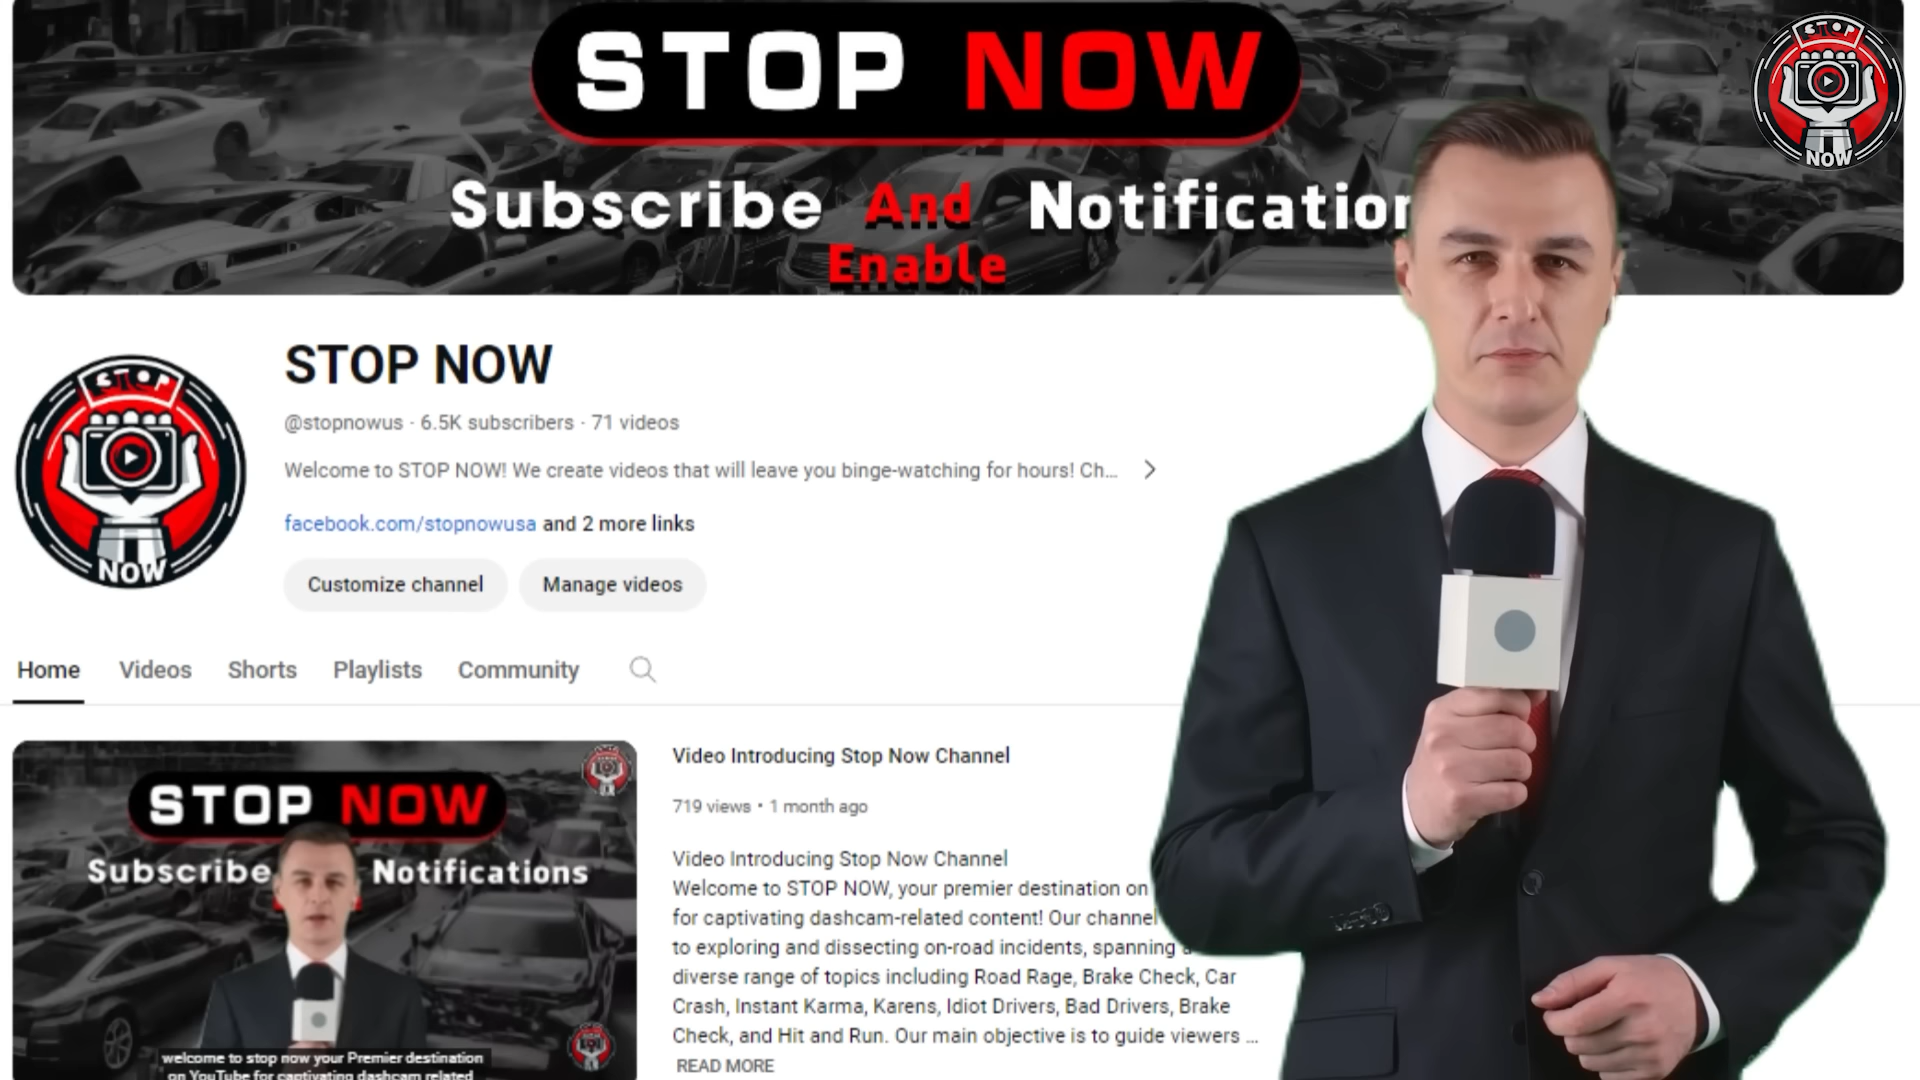 STOP NOW
STOP
NOW
Subscribe And Notification
Enable
STOP
NOW
STOP NOW
@stopnowus · 6.5K subscribers · 71 videos
Welcome to STOP NOW! We create videos that will leave you binge-watching for hours! Ch...
facebook.com/stopnowusa and 2 more links
Customize channel
Manage videos
Home
Videos
Shorts
Playlists
Community
STOP NOW
Subscribe Notifications
welcome to stop now your Premier destination
on YouTube for captivating dashcam related
Video Introducing Stop Now Channel
719 views • 1 month ago
Video Introducing Stop Now Channel
Welcome to STOP NOW, your premier destination on
for captivating dashcam-related content! Our channel
to exploring and dissecting on-road incidents, spanning a
diverse range of topics including Road Rage, Brake Check, Car
Crash, Instant Karma, Karens, Idiot Drivers, Bad Drivers, Brake
Check, and Hit and Run. Our main objective is to guide viewers ...
READ MORE